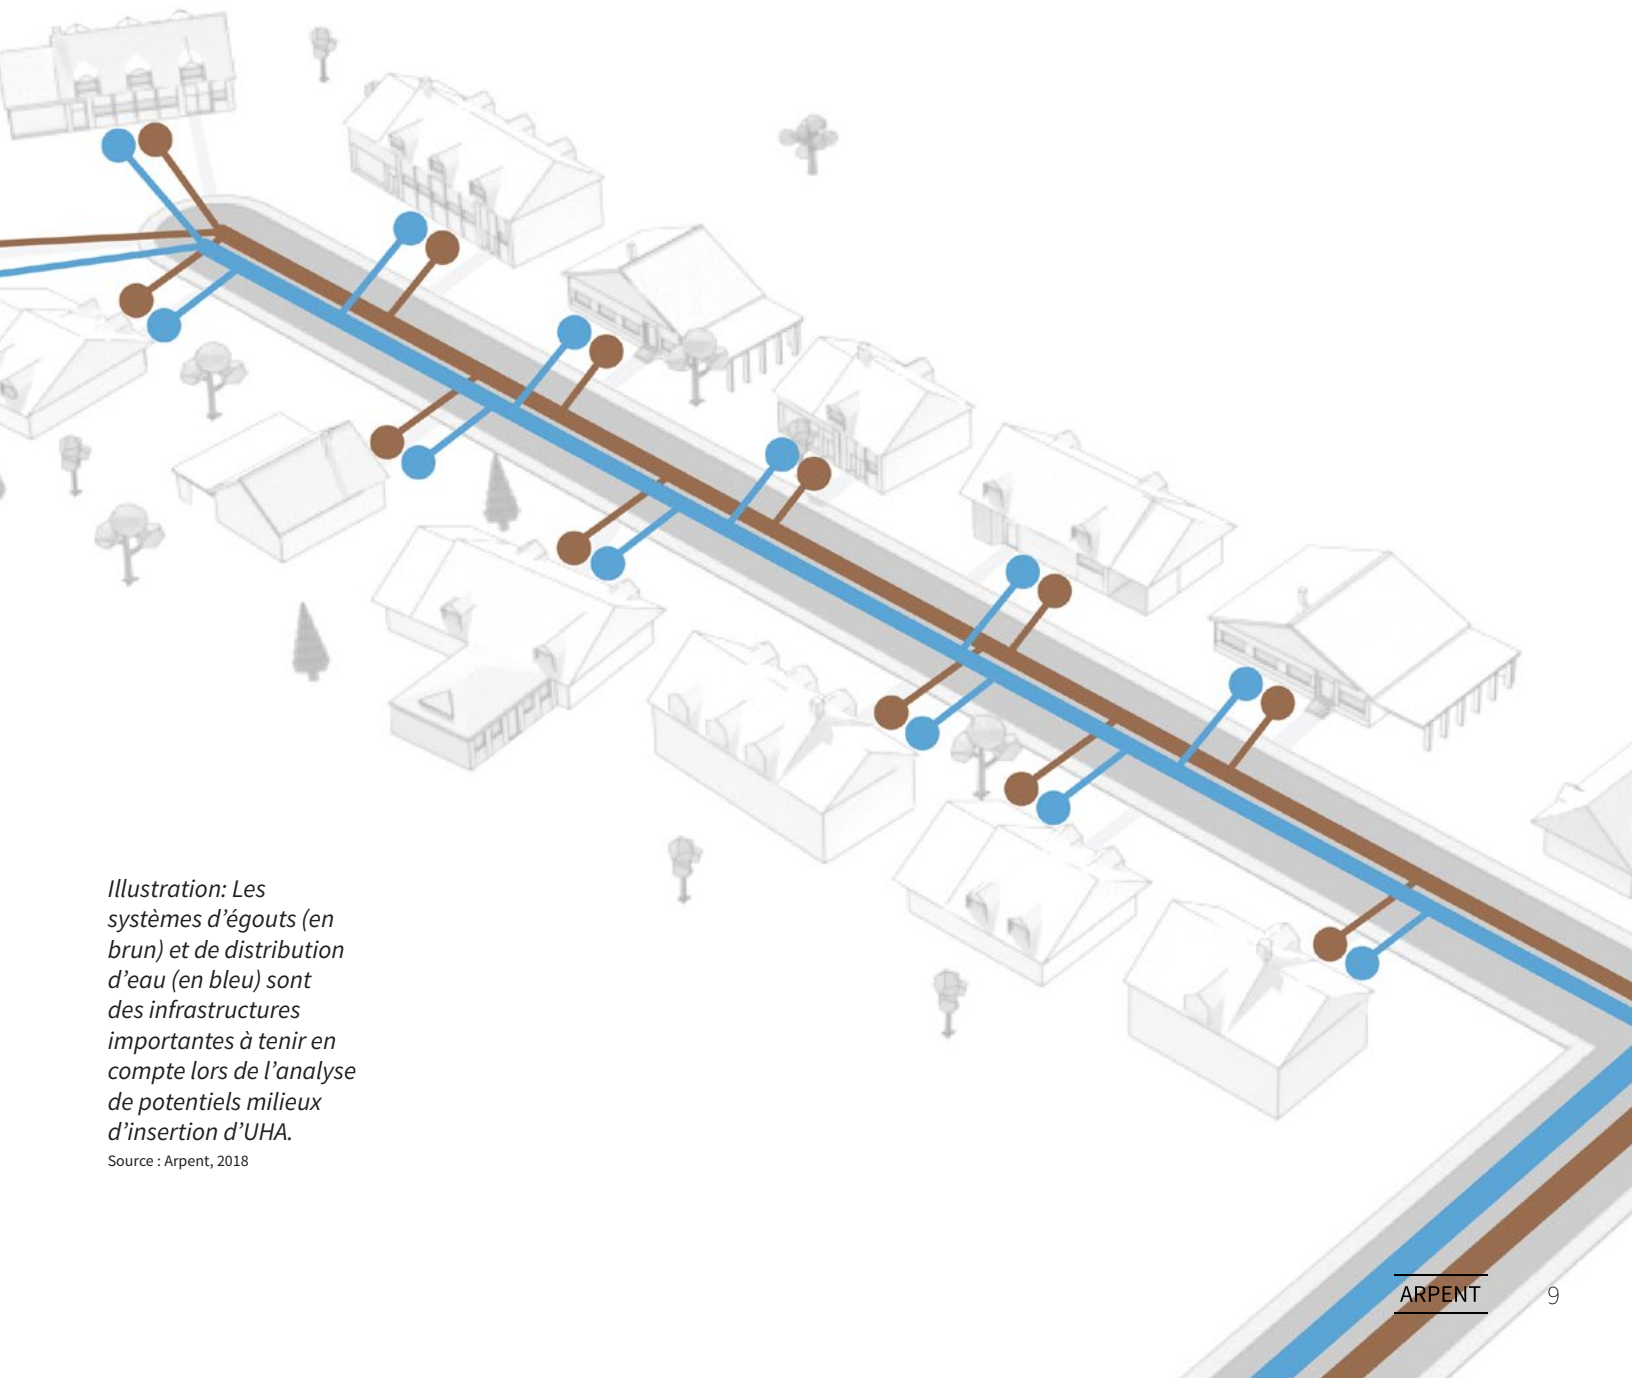 Illustration: Les
systèmes d’égouts (en
brun) et de distribution
d’eau (en bleu) sont
des infrastructures
importantes à tenir en
compte lors de l’analyse
de potentiels milieux
d’insertion d’UHA.
Source : Arpent, 2018
ARPENT 9